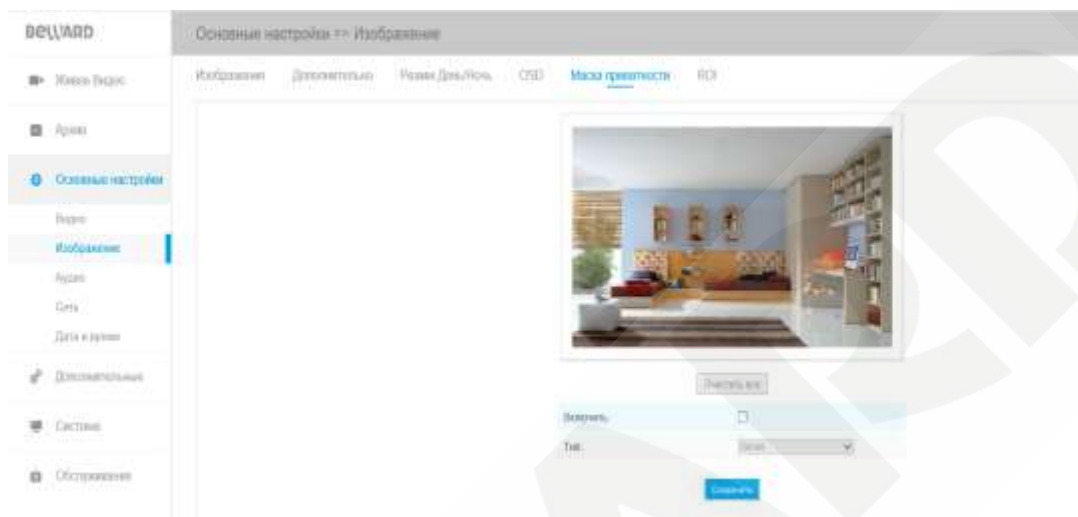 BEWARD
Основные настройки >> Изображение
Изображение Дополнительно Режим День/Ночь OSD Маска приватности ROI
Живое Видео
Архив
Основные настройки
Видео
Изображение
Аудио
Сеть
Дата и время
Дополнительные
Система
Обслуживание
Очистить все
Включить
Тип
Сохранить